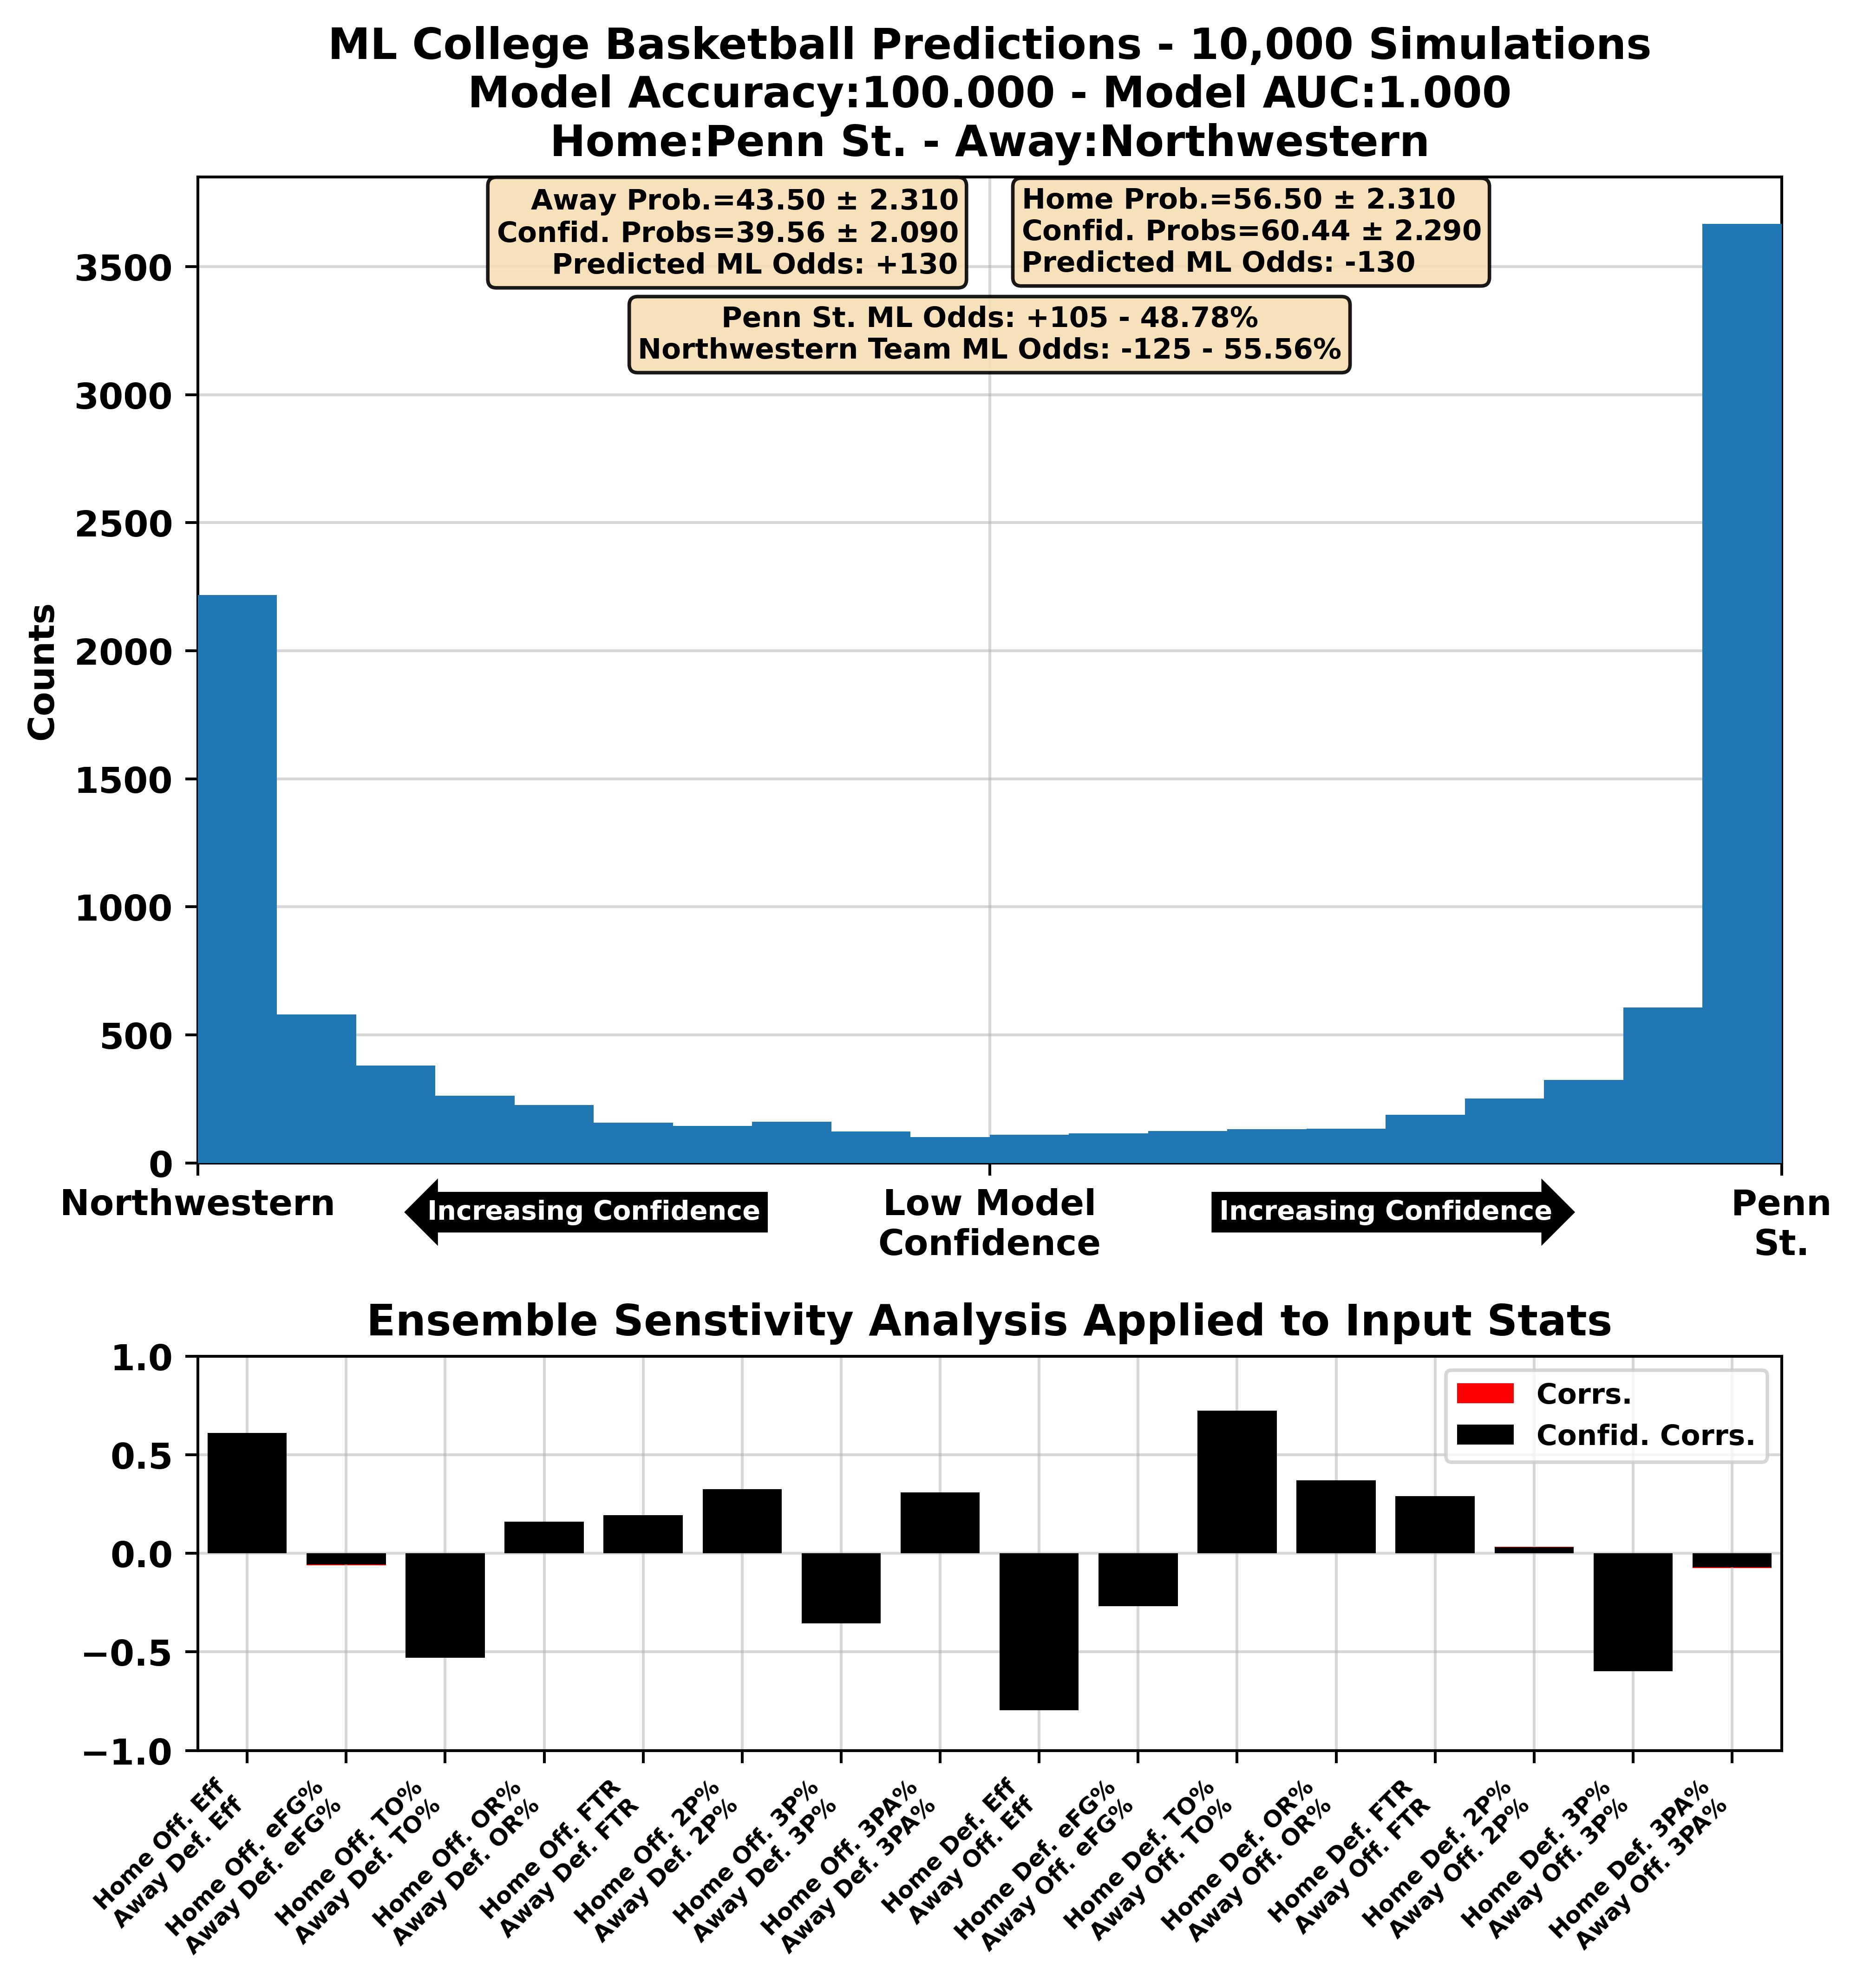 ML College Basketball Predictions - 10,000 Simulations
Model Accuracy:100.000 - Model AUC:1.000
Home:Penn St. - Away:Northwestern
Away Prob.=43.50 ± 2.310
Confid. Probs=39.56 ± 2.090
Predicted ML Odds: +130
Home Prob.=56.50 ± 2.310
Confid. Probs=60.44 ± 2.290
Predicted ML Odds: -130
Penn St. ML Odds: +105 - 48.78%
Northwestern Team ML Odds: -125 - 55.56%
Counts
3500
3000
2500
2000
1500
1000
500
0
Northwestern
Increasing Confidence
Low Model
Confidence
Increasing Confidence
Penn
St.
Ensemble Senstivity Analysis Applied to Input Stats
1.0
0.5
0.0
−0.5
−1.0
Corrs.
Confid. Corrs.
Home Off. Eff
Away Def. Eff
Home Off. eFG%
Away Def. eFG%
Home Off. TO%
Away Def. TO%
Home Off. OR%
Away Def. OR%
Home Off. FTR
Away Def. FTR
Home Off. 2P%
Away Def. 2P%
Home Off. 3P%
Away Def. 3P%
Home Off. 3PA%
Away Def. 3PA%
Home Def. Eff
Away Off. Eff
Home Def. eFG%
Away Off. eFG%
Home Def. TO%
Away Off. TO%
Home Def. OR%
Away Off. OR%
Home Def. FTR
Away Off. FTR
Home Def. 2P%
Away Off. 2P%
Home Def. 3P%
Away Off. 3P%
Home Def. 3PA%
Away Off. 3PA%